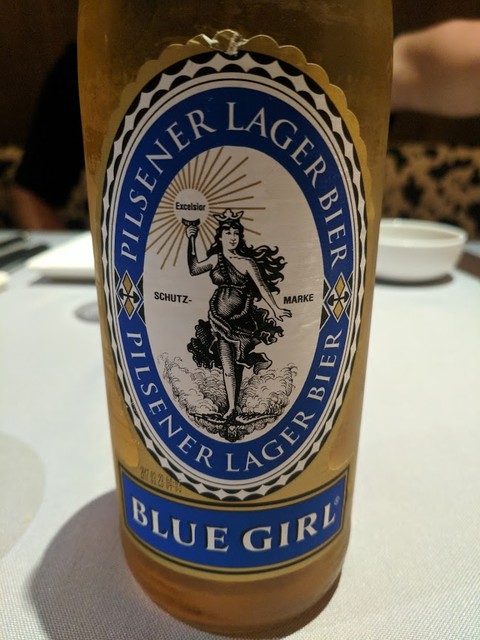 PILSENER LAGER BIER
Excelsior
SCHUTZ- MARKE
PILSENER LAGER BIER
BLUE GIRL®